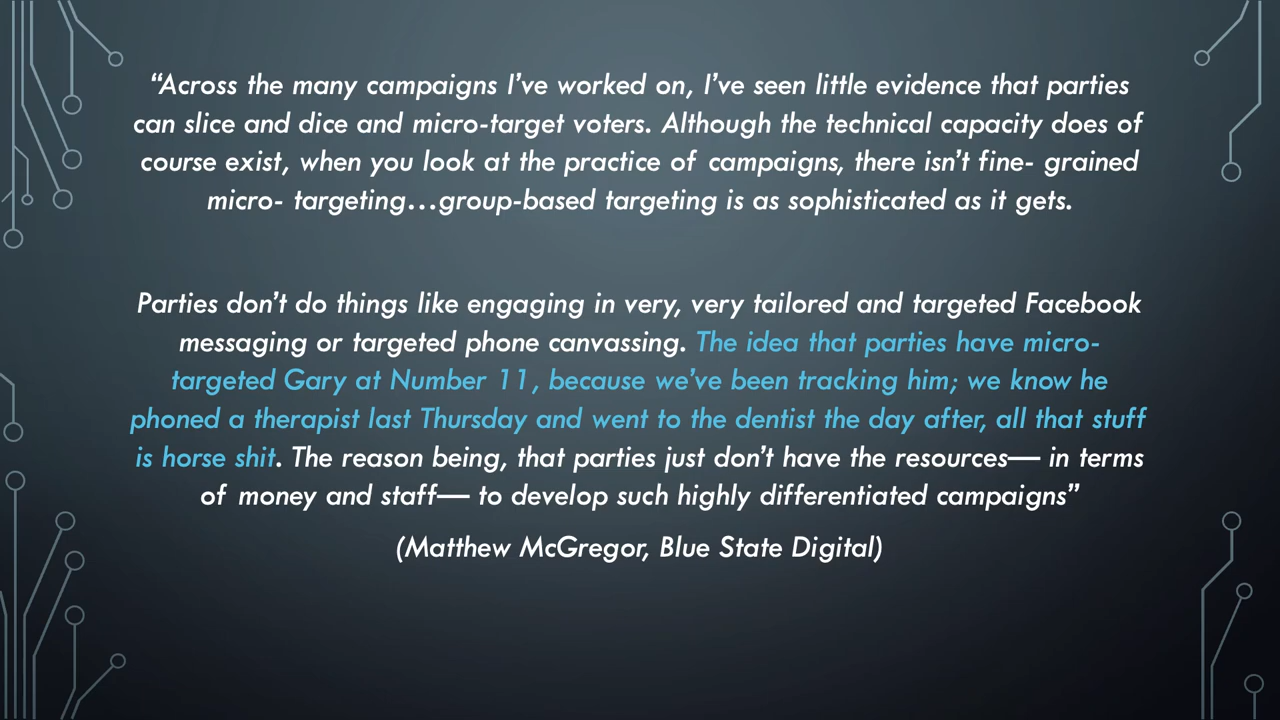 “Across the many campaigns I’ve worked on, I’ve seen little evidence that parties
can slice and dice and micro-target voters. Although the technical capacity does of
course exist, when you look at the practice of campaigns, there isn’t fine- grained
micro- targeting…group-based targeting is as sophisticated as it gets.
Parties don’t do things like engaging in very, very tailored and targeted Facebook
messaging or targeted phone canvassing. The idea that parties have micro-
targeted Gary at Number 11, because we’ve been tracking him; we know he
phoned a therapist last Thursday and went to the dentist the day after, all that stuff
is horse shit. The reason being, that parties just don’t have the resources— in terms
of money and staff— to develop such highly differentiated campaigns”
(Matthew McGregor, Blue State Digital)